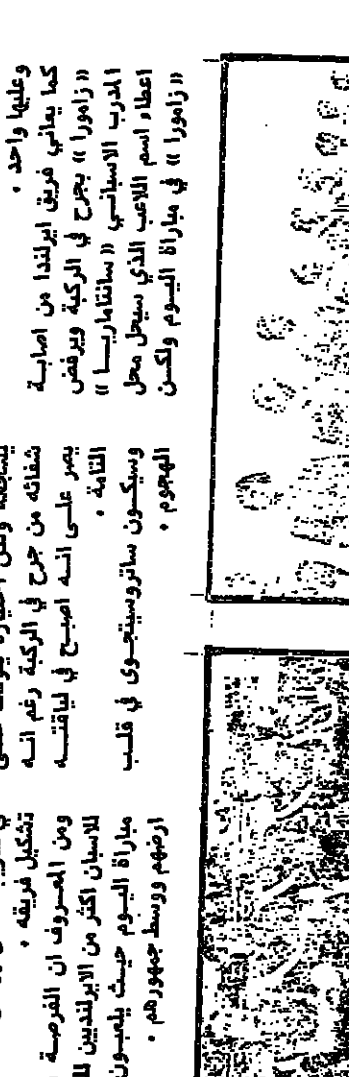 وعليها واحد .
كما يعاني فريق ايرلندا من اصابة
« زامورا » بجرح في الركبة ويرفض
المدرب الاسباني « سانتاماريا »
اعطاء اسم اللاعب الذي سيحل محل
« زامورا » في مباراة اليوم ولكن
شفائه من جرح في الركبة رغم انه
يصر على انه اصبح في لياقته
التامة .
وسيكون ساتروسيتجوى في قلب
الهجوم .
تشكيل فريقه .
ومن المعروف ان الفرصة
للاسبان اكثر من الايرلنديين
مباراة اليوم حيث يلعبون
ارضهم ووسط جمهورهم .